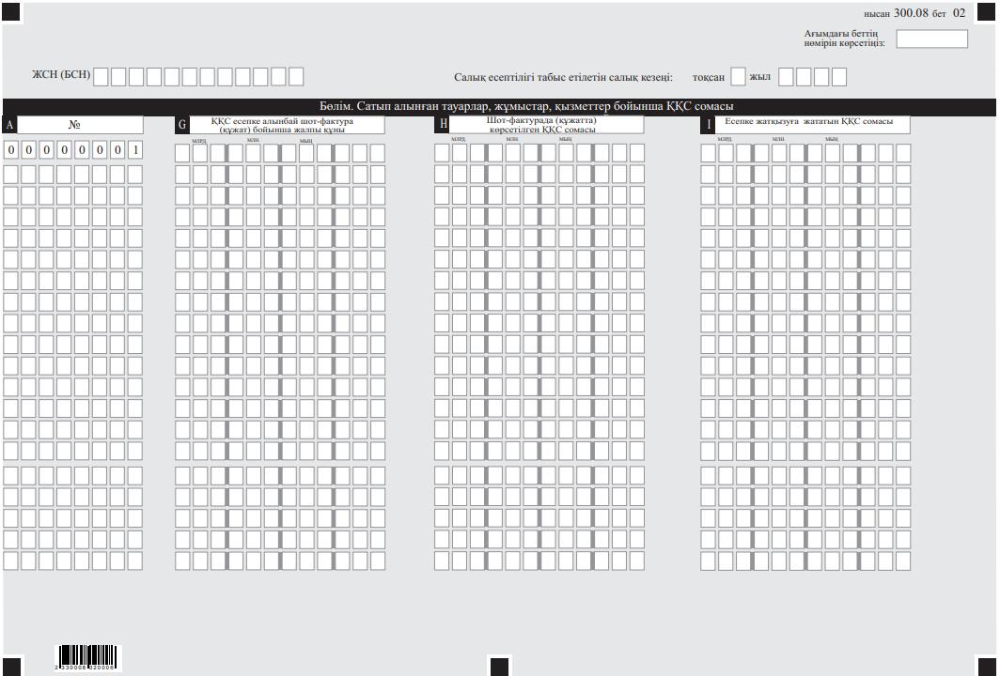 нысан 300.08 бет 02
Ағымдағы беттің
нөмірін көрсетіңіз:
ЖСН (БСН)
Салық есептілігі табыс етілетін салық кезеңі: тоқсан жыл
Бөлім. Сатып алынған тауарлар, жұмыстар, қызметтер бойынша ҚҚС сомасы
A №
G ҚҚС есепке алынбай шот-фактура
(құжат) бойынша жалпы құны
H Шот-фактурада (құжатта)
көрсетілген ҚҚС сомасы
I Есепке жатқызуға жататын ҚҚС сомасы
млрд. млн. мың
млрд. млн. мың
млрд. млн. мың
0 0 0 0 0 0 0 1
2 330008 020006